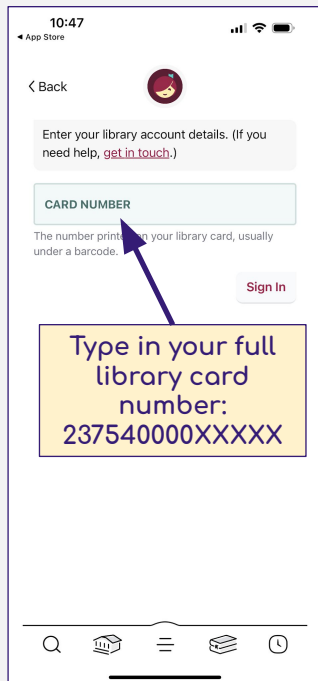 10:47
◀ App Store
Back
Enter your library account details. (If you
need help, get in touch.)
CARD NUMBER
The number printed on your library card, usually
under a barcode.
Sign In
Type in your full
library card
number:
237540000XXXXX